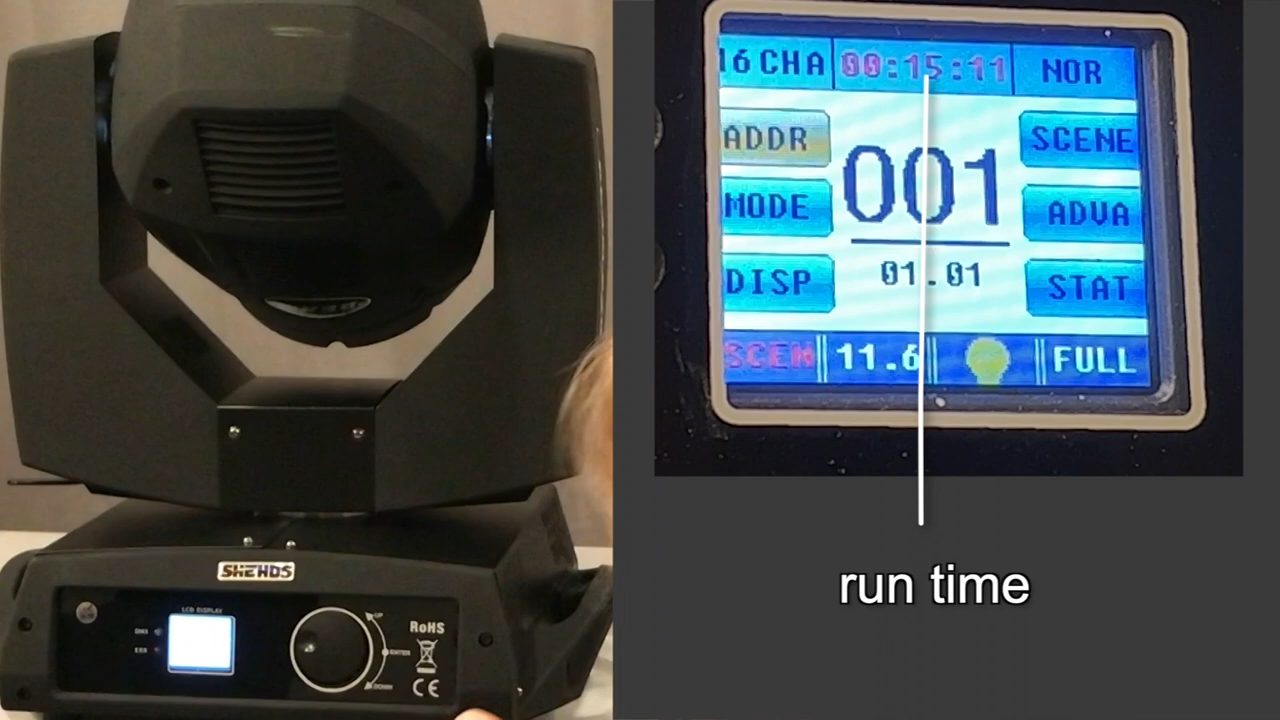 SHEHDS
LCD DISPLAY
DMX
ERR
UP
ENTER
DOWN
RoHS
CE
16 CHA
00:15:11
NOR
ADDR
001
SCENE
MODE
ADVA
DISP
01.01
STAT
SCEN
11.6
FULL
run time